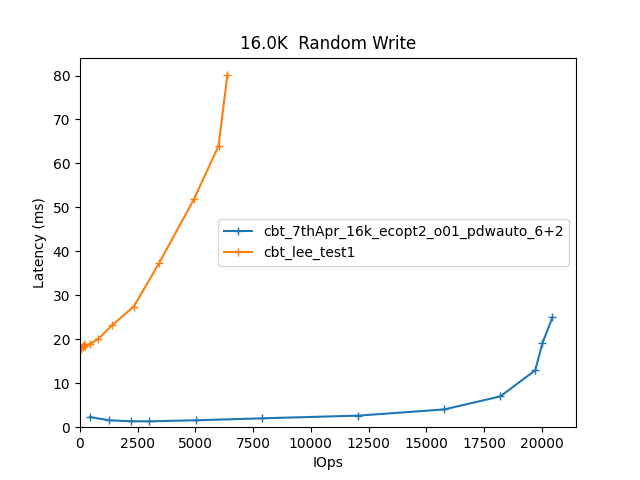 16.0K  Random Write
Latency (ms)
80
70
60
50
40
30
20
10
0
cbt_7thApr_16k_ecopt2_o01_pdwauto_6+2
cbt_lee_test1
0 2500 5000 7500 10000 12500 15000 17500 20000
IOps